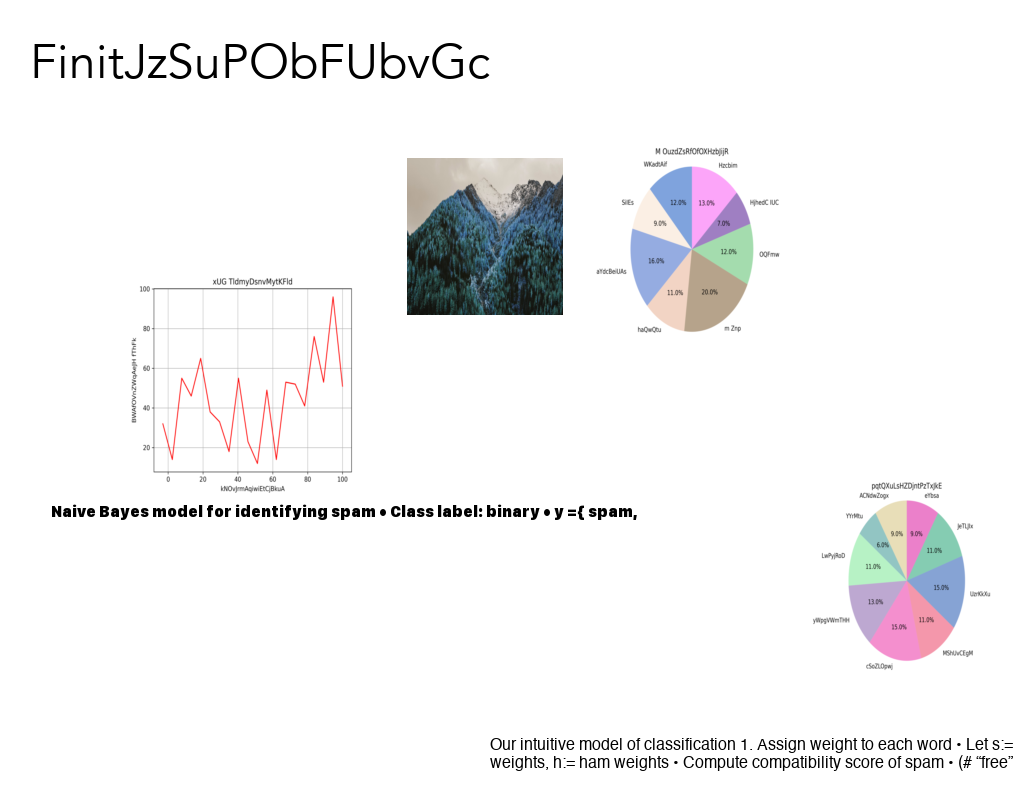 FinitJzSuPObFUbvGc
M OuzdZsRfOfOXHzbJijR
WKadtAif
Hzcbim
SilEs
HjhedC IUC
aYdcBeiUAs
OQFmw
haQwQtu
m Znp
12.0%
13.0%
9.0%
7.0%
16.0%
12.0%
11.0%
20.0%
xUG TldmyDsnvMytKFld
100
80
60
40
20
0 20 40 60 80 100
kNOvJrmAqiwiEtCjBkuA
Naive Bayes model for identifying spam • Class label: binary • y ={ spam,
pqtQXuLsHZDjntPzTxJkE
ACNdwZogx
eYbsa
YYrMtu
JeTLJlx
LwPyjRoD
UzrKkXu
yWpgVWmTHH
MShUvCEgM
cSoZLOpwj
9.0%
9.0%
6.0%
11.0%
11.0%
15.0%
13.0%
11.0%
15.0%
Our intuitive model of classification 1. Assign weight to each word • Let s:=
weights, h:= ham weights • Compute compatibility score of spam • (# “free”